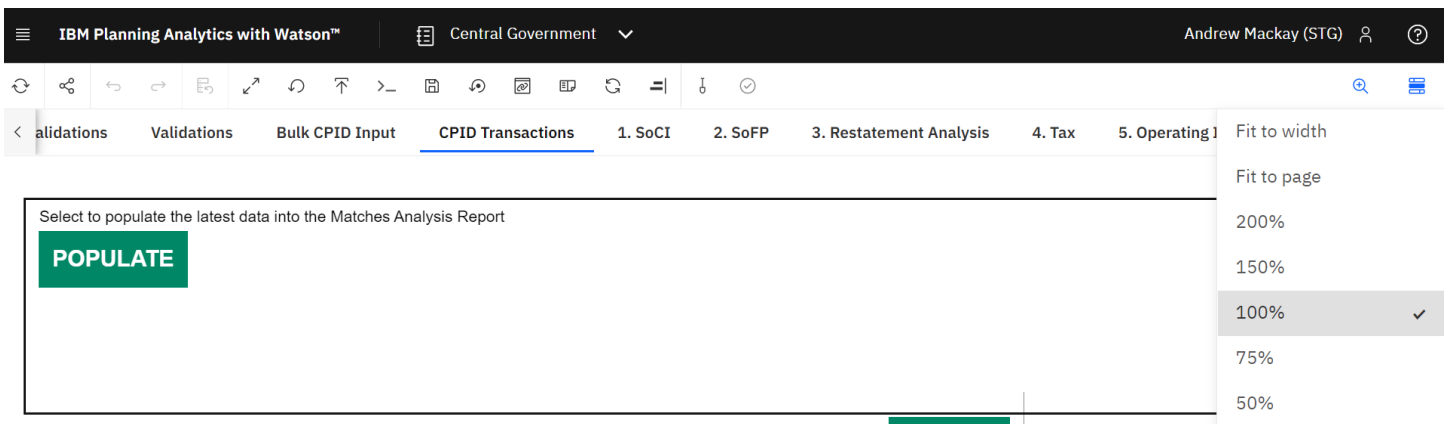 IBM Planning Analytics with Watson™ Central Government Andrew Mackay (STG)
alidations Validations Bulk CPID Input CPID Transactions 1. SoCI 2. SoFP 3. Restatement Analysis 4. Tax 5. Operating I
Fit to width
Fit to page
200%
150%
100%
75%
50%
Select to populate the latest data into the Matches Analysis Report
POPULATE